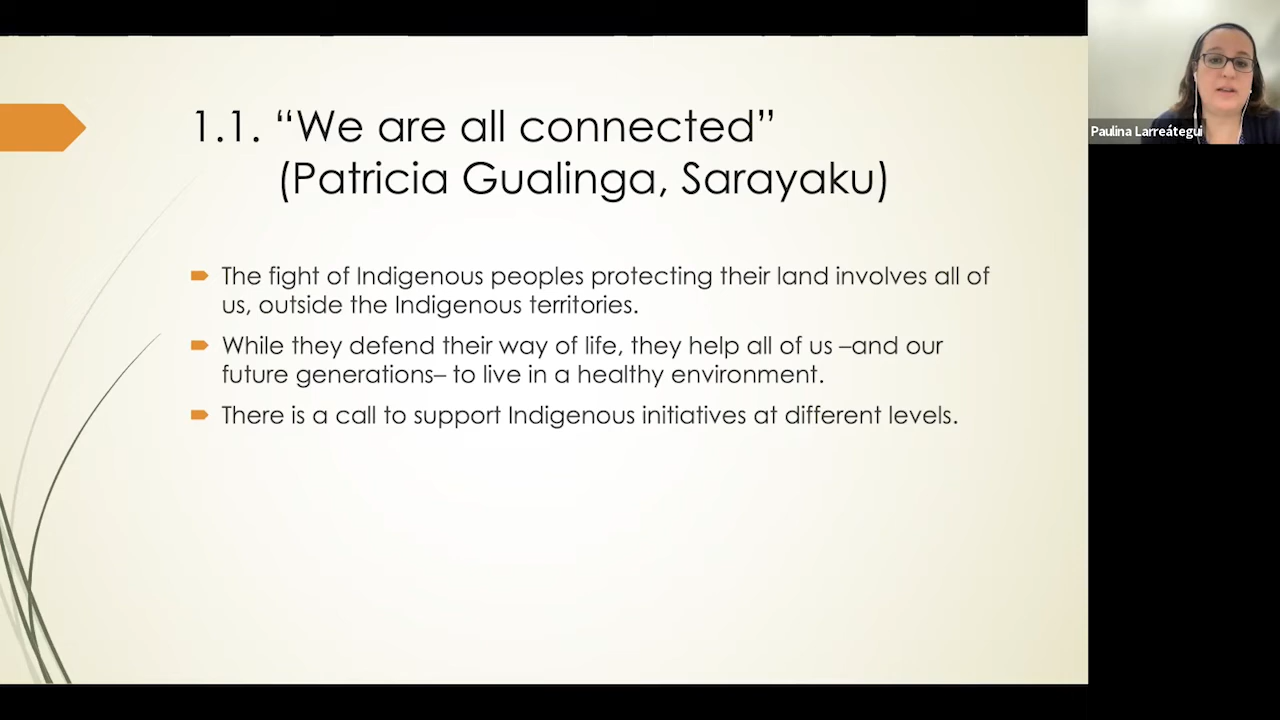 1.1. “We are all connected”
(Patricia Gualinga, Sarayaku)
The fight of Indigenous peoples protecting their land involves all of
us, outside the Indigenous territories.
While they defend their way of life, they help all of us –and our
future generations– to live in a healthy environment.
There is a call to support Indigenous initiatives at different levels.
Paulina Larreátegui